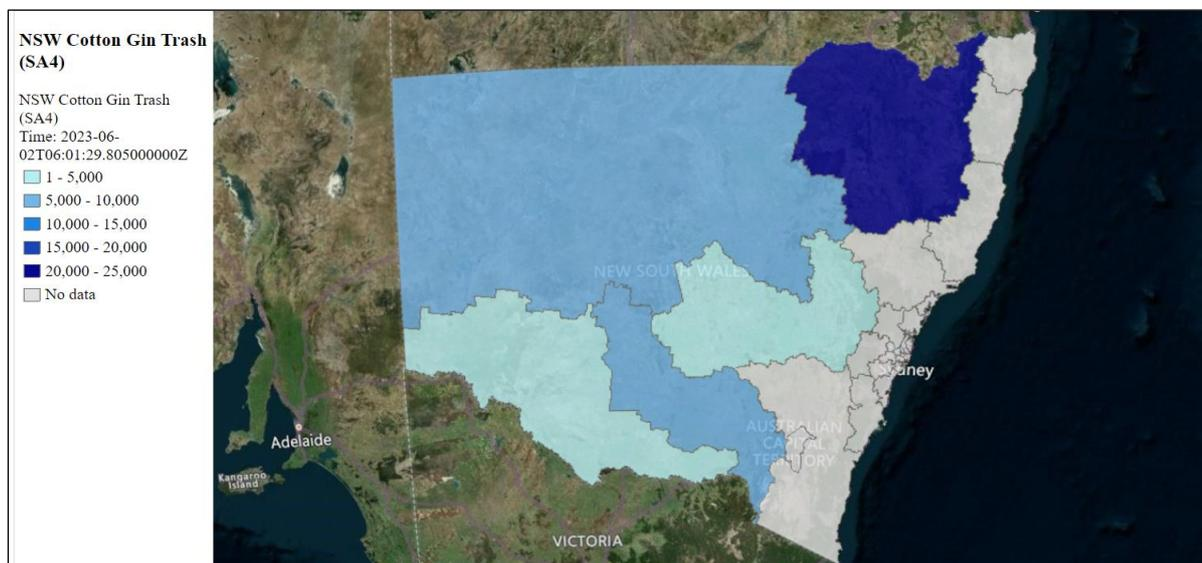 NSW Cotton Gin Trash
(SA4)
NSW Cotton Gin Trash
(SA4)
Time: 2023-06-
02T06:01:29.805000000Z
1 - 5,000
5,000 - 10,000
10,000 - 15,000
15,000 - 20,000
20,000 - 25,000
No data
NEW SOUTH WALES
Sydney
AUSTRALIAN
CAPITAL
TERRITORY
Adelaide
Kangaroo
Island
VICTORIA